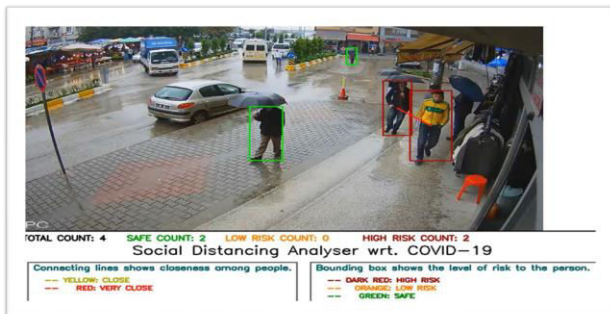 PC
TOTAL COUNT: 4 SAFE COUNT: 2 LOW RISK COUNT: 0 HIGH RISK COUNT: 2
Social Distancing Analyser wrt. COVID-19
Connecting lines shows closeness among people.
-- YELLOW: CLOSE
-- RED: VERY CLOSE
Bounding box shows the level of risk to the person.
-- DARK RED: HIGH RISK
-- ORANGE: LOW RISK
-- GREEN: SAFE